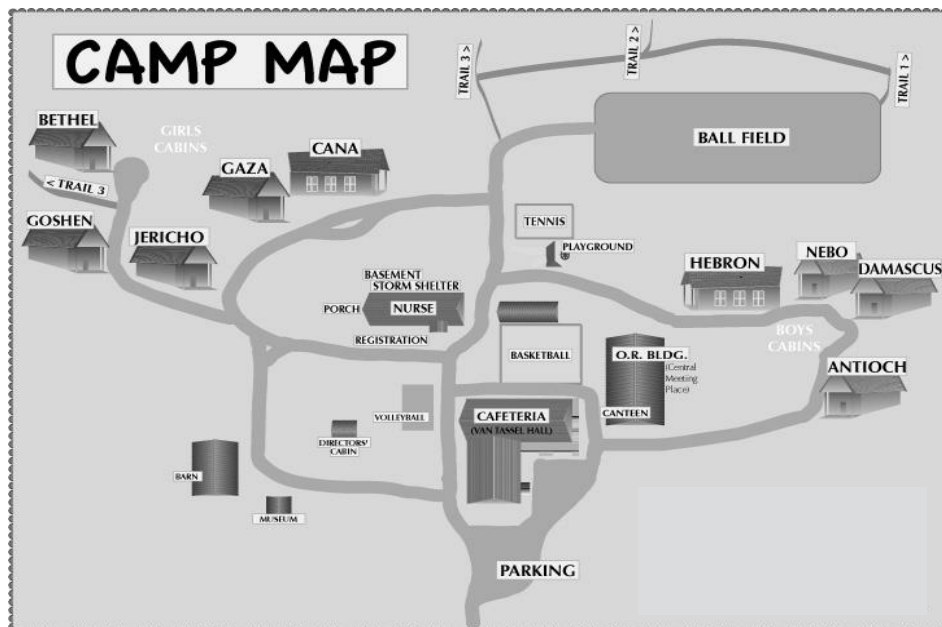 CAMP MAP
TRAIL 3 >
TRAIL 2 >
TRAIL 1 >
BETHEL
GIRLS
CABINS
GAZA
CANA
BALL FIELD
< TRAIL 3
GOSHEN
JERICHO
TENNIS
PLAYGROUND
HEBRON
NEBO
DAMASCUS
BASEMENT
STORM SHELTER
PORCH
NURSE
REGISTRATION
BOYS
CABINS
BASKETBALL
O.R. BLDG.
(Central
Meeting
Place)
ANTIOCH
VOLLEYBALL
CAFETERIA
(VAN TASSEL HALL)
CANTEEN
DIRECTORS'
CABIN
BARN
MUSEUM
PARKING